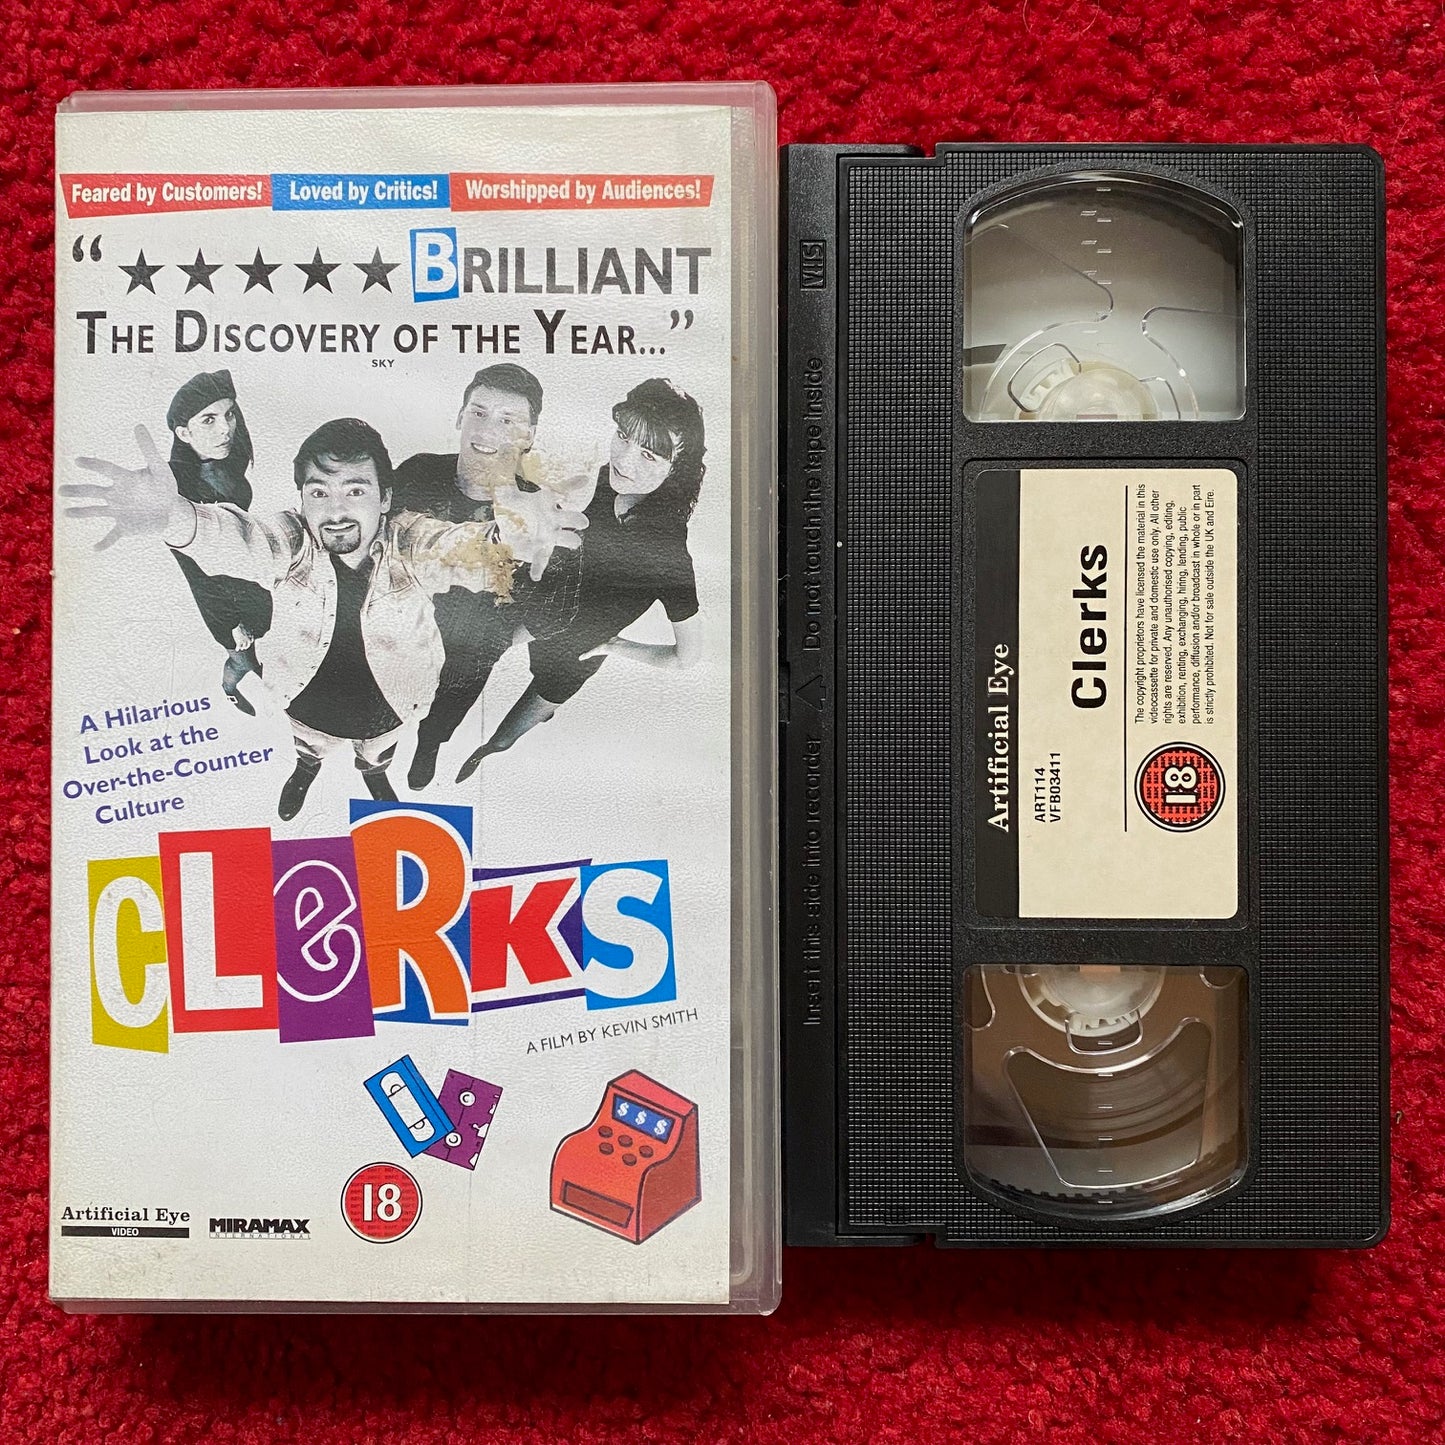 Feared by Customers! Loved by Critics! Worshipped by Audiences!
“★★★★★ BRILLIANT
THE DISCOVERY OF THE YEAR...”
SKY
A Hilarious
Look at the
Over-the-Counter
Culture
CLeRKS
A FILM BY KEVIN SMITH
$ $ $
Artificial Eye
VIDEO
MIRAMAX
INTERNATIONAL
18
VHS
Insert this side into recorder Do not touch the tape inside
Artificial Eye
ART114
VFB03411
Clerks
18
The copyright proprietors have licensed the material in this
videocassette for private and domestic use only. All other
rights are reserved. Any unauthorised copying, editing,
exhibition, renting, exchanging, hiring, lending, public
performance, diffusion and/or broadcast in whole or in part
is strictly prohibited. Not for sale outside the UK and Eire.